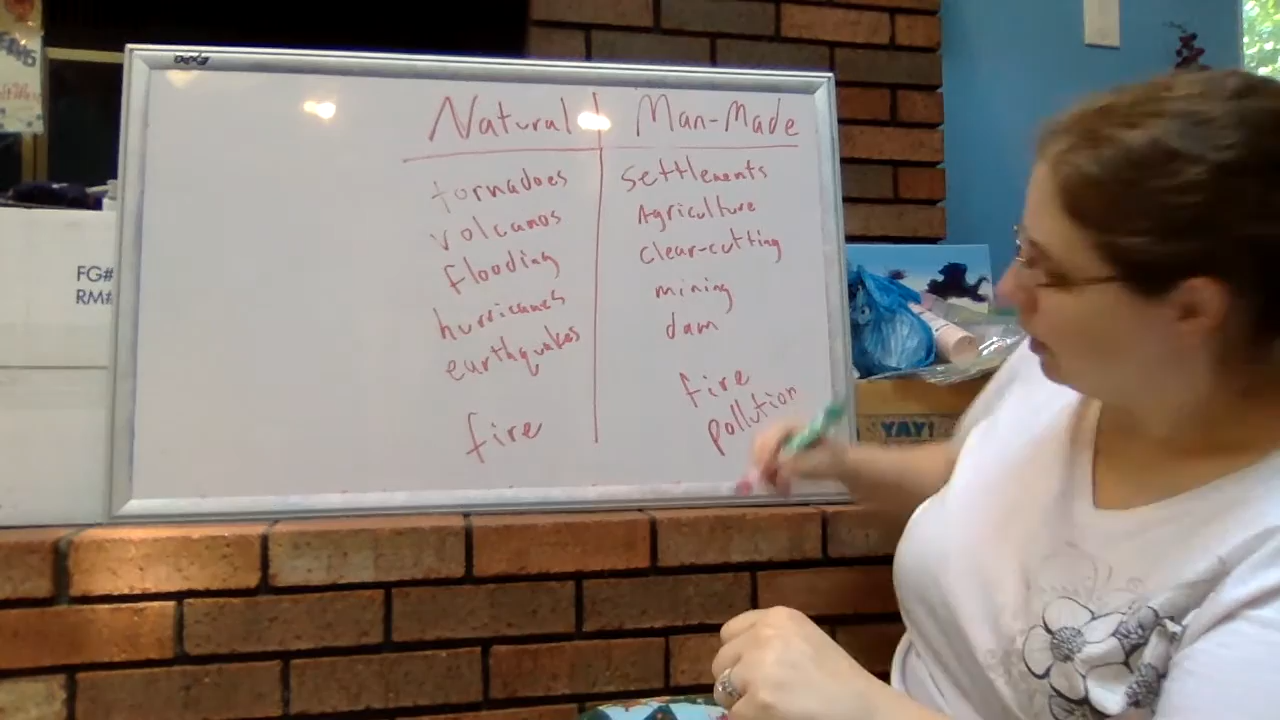 Natural Man-Made
tornadoes settlements
volcanos Agriculture
flooding clear-cutting
hurricanes mining
earthquakes dam
fire fire
pollution
FG#
RM#
YAY!